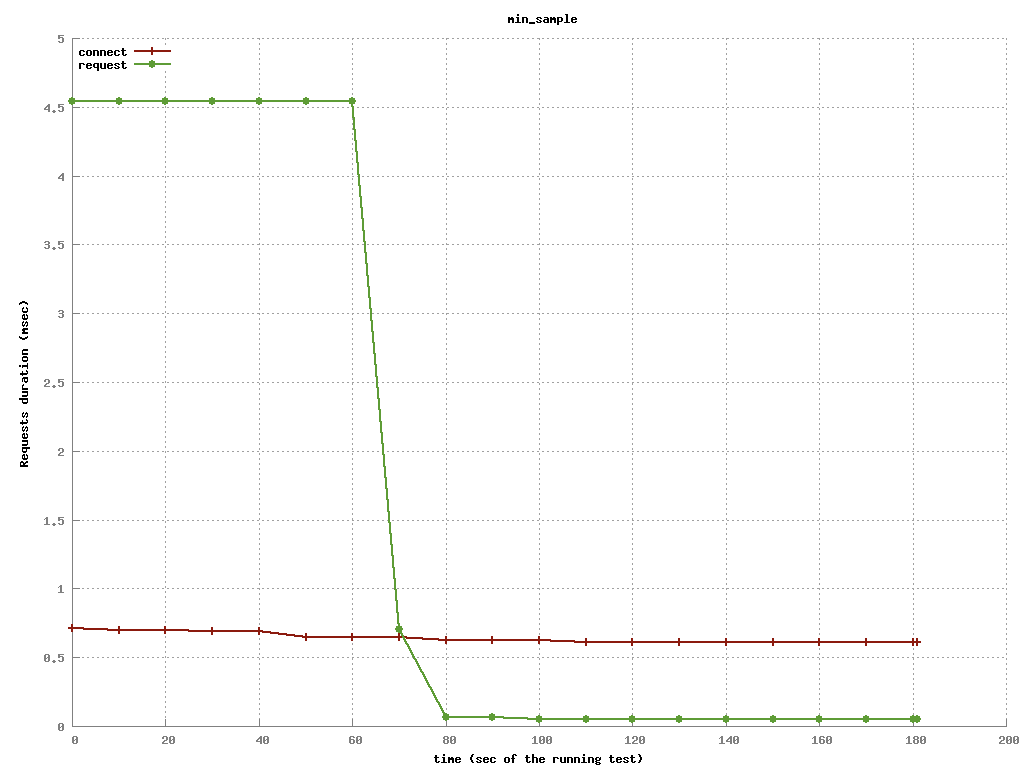 min_sample
connect
request
5
4.5
4
3.5
3
2.5
2
1.5
1
0.5
0
Requests duration (msec)
0 20 40 60 80 100 120 140 160 180 200
time (sec of the running test)